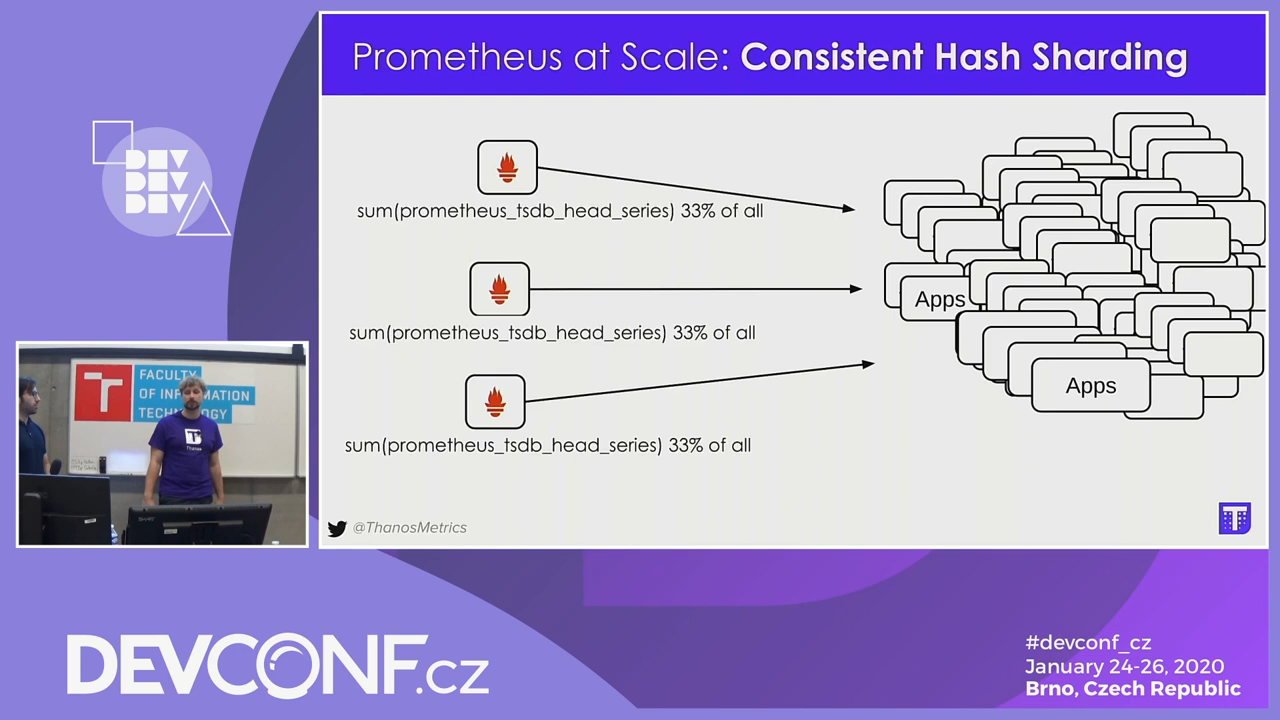 Prometheus at Scale: Consistent Hash Sharding
sum(prometheus_tsdb_head_series) 33% of all
sum(prometheus_tsdb_head_series) 33% of all
sum(prometheus_tsdb_head_series) 33% of all
Apps
Apps
@ThanosMetrics
T
DEV
DEV
DEV
FACULTY
OF INFORMATION
TECHNOLOGY
T
Thanos
DEVCONF.cz
#devconf_cz
January 24-26, 2020
Brno, Czech Republic